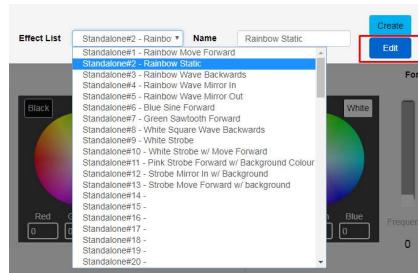 Create
Effect List
Standalone#2 - Rainbo
Name
Rainbow Static
Edit
Standalone#1 - Rainbow Move Forward
Standalone#2 - Rainbow Static
Standalone#3 - Rainbow Wave Backwards
Standalone#4 - Rainbow Wave Mirror In
Standalone#5 - Rainbow Wave Mirror Out
Standalone#6 - Blue Sine Forward
Standalone#7 - Green Sawtooth Forward
Standalone#8 - White Square Wave Backwards
Standalone#9 - White Strobe
Standalone#10 - White Strobe w/ Move Forward
Standalone#11 - Pink Strobe Forward w/ Background Colour
Standalone#12 - Strobe Mirror In w/ Background
Standalone#13 - Strobe Move Forward w/ background
Standalone#14 -
Standalone#15 -
Standalone#16 -
Standalone#17 -
Standalone#18 -
Standalone#19 -
Standalone#20 -
For
Black
White
Red
G
n
Blue
Frequen
0
0
0
0